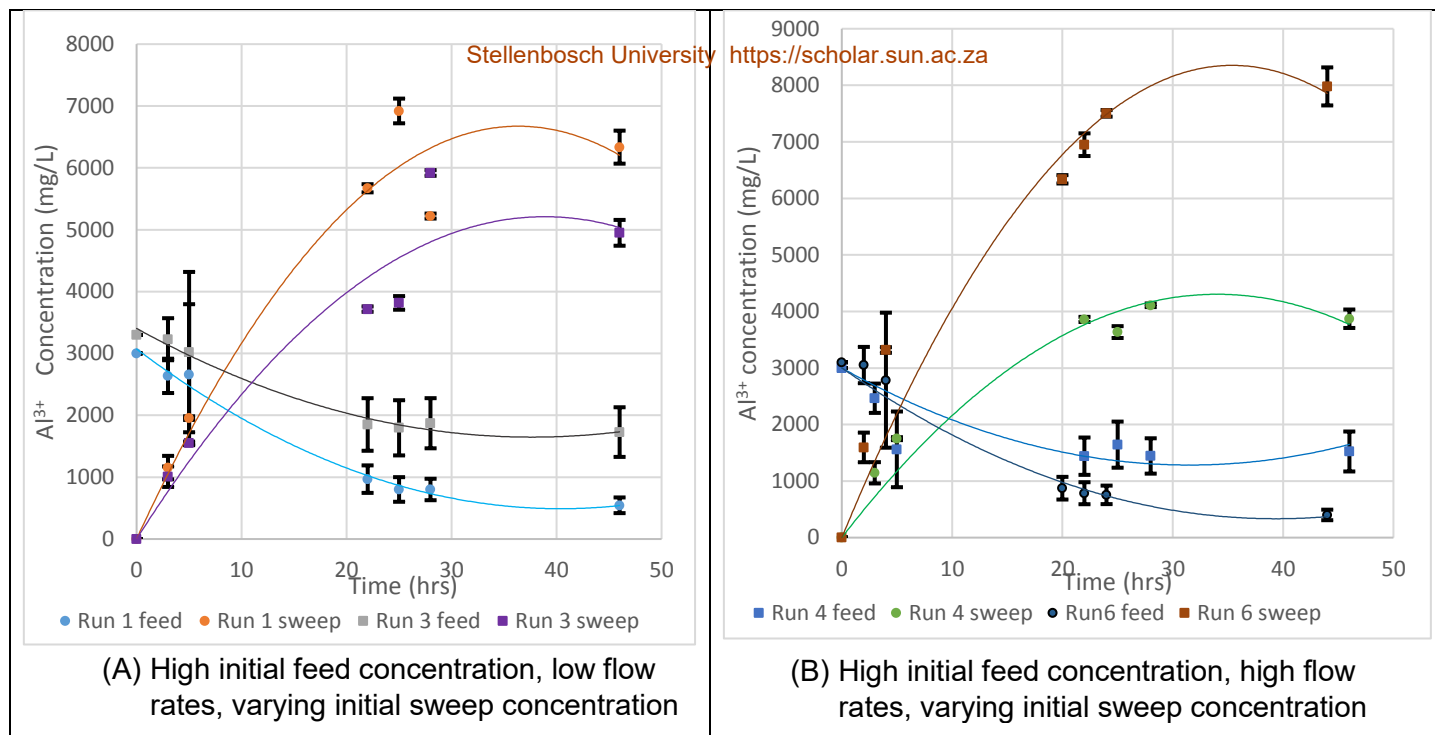 Stellenbosch University https://scholar.sun.ac.za
8000
7000
6000
5000
4000
3000
2000
1000
0
Al³⁺ Concentration (mg/L)
0 10 20 30 40 50
Time (hrs)
Run 1 feed Run 1 sweep Run 3 feed Run 3 sweep
(A) High initial feed concentration, low flow
rates, varying initial sweep concentration
9000
8000
7000
6000
5000
4000
3000
2000
1000
0
Al³⁺ concentration (mg/L)
0 10 20 30 40 50
Time (hrs)
Run 4 feed Run 4 sweep Run6 feed Run 6 sweep
(B) High initial feed concentration, high flow
rates, varying initial sweep concentration